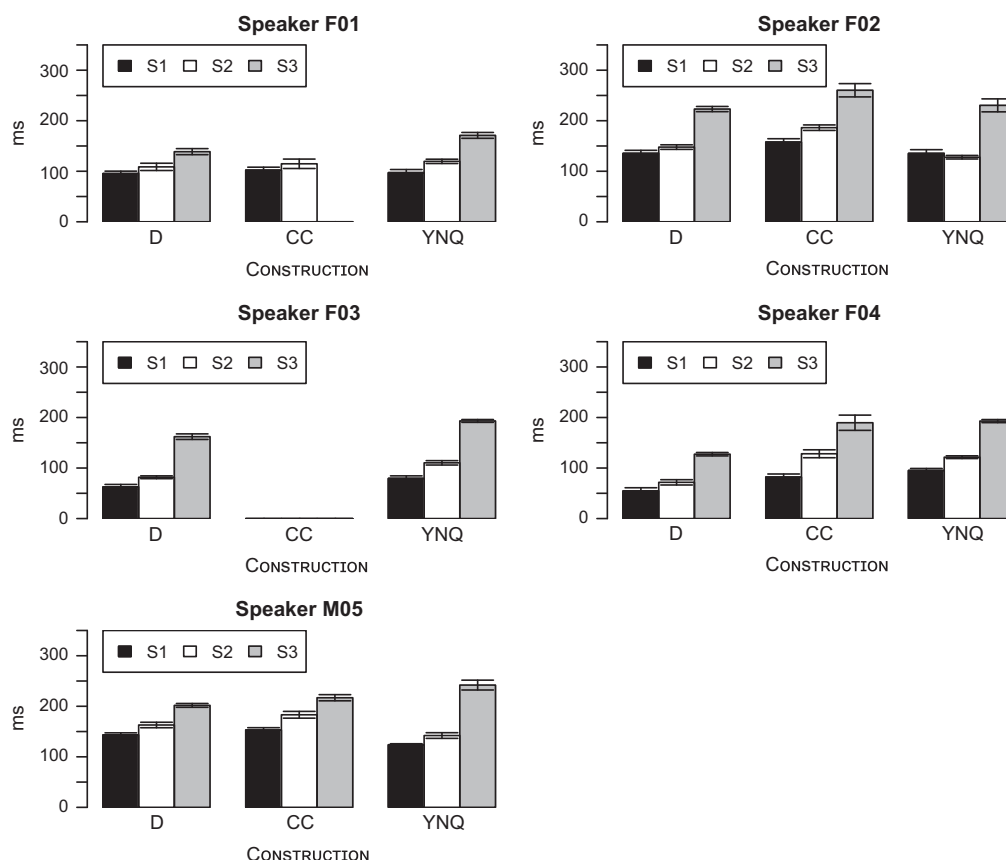 Speaker F01
S1 S2 S3
300
200
100
0
ms
D CC YNQ
CONSTRUCTION
Speaker F02
S1 S2 S3
300
200
100
0
ms
D CC YNQ
CONSTRUCTION
Speaker F03
S1 S2 S3
300
200
100
0
ms
D CC YNQ
CONSTRUCTION
Speaker F04
S1 S2 S3
300
200
100
0
ms
D CC YNQ
CONSTRUCTION
Speaker M05
S1 S2 S3
300
200
100
0
ms
D CC YNQ
CONSTRUCTION